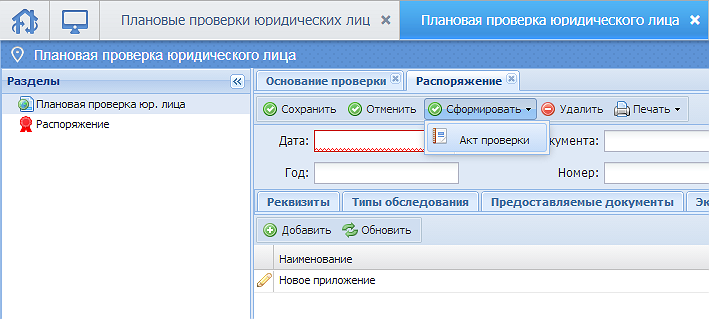 Плановые проверки юридических лиц
Плановая проверка юридического лица
Плановая проверка юридического лица
Разделы
Плановая проверка юр. лица
Распоряжение
Основание проверки
Распоряжение
Сохранить Отменить Сформировать Удалить Печать
Акт проверки
Дата: кумента:
Год: Номер:
Реквизиты Типы обследования Предоставляемые документы Эк
Добавить Обновить
Наименование
Новое приложение